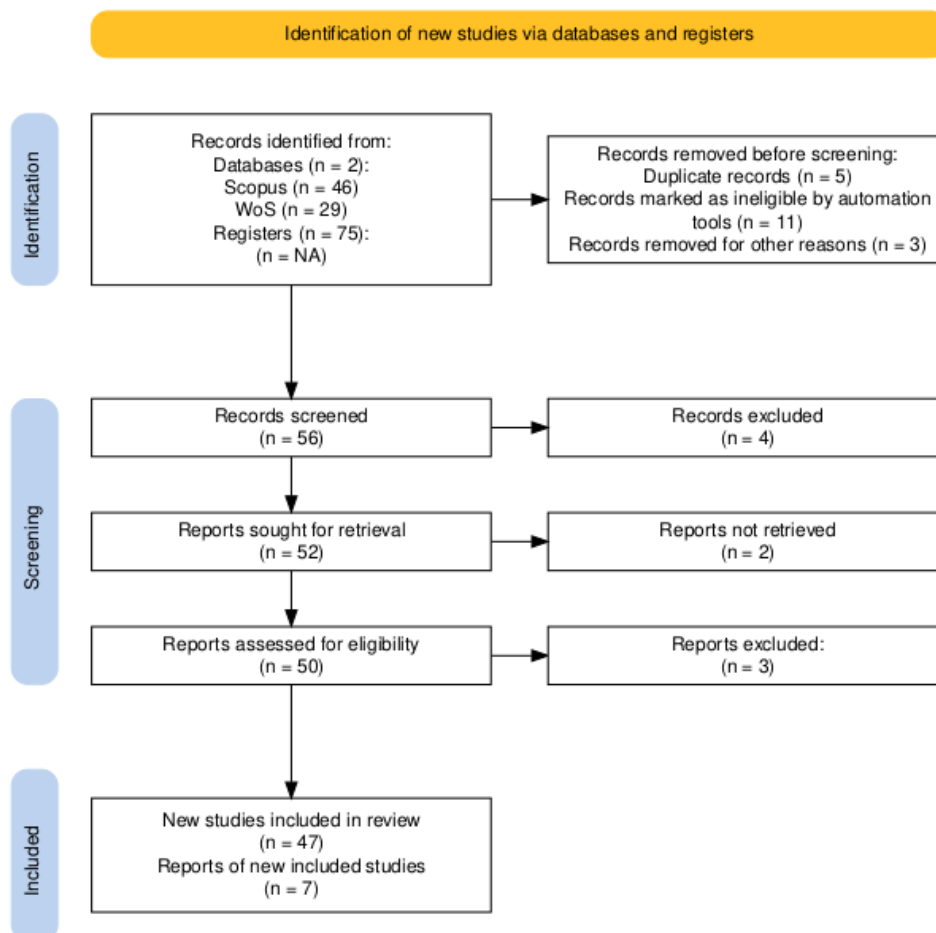 Identification of new studies via databases and registers
Identification
Records identified from:
Databases (n = 2):
Scopus (n = 46)
WoS (n = 29)
Registers (n = 75):
(n = NA)
Records removed before screening:
Duplicate records (n = 5)
Records marked as ineligible by automation
tools (n = 11)
Records removed for other reasons (n = 3)
Screening
Records screened
(n = 56)
Records excluded
(n = 4)
Reports sought for retrieval
(n = 52)
Reports not retrieved
(n = 2)
Reports assessed for eligibility
(n = 50)
Reports excluded:
(n = 3)
Included
New studies included in review
(n = 47)
Reports of new included studies
(n = 7)